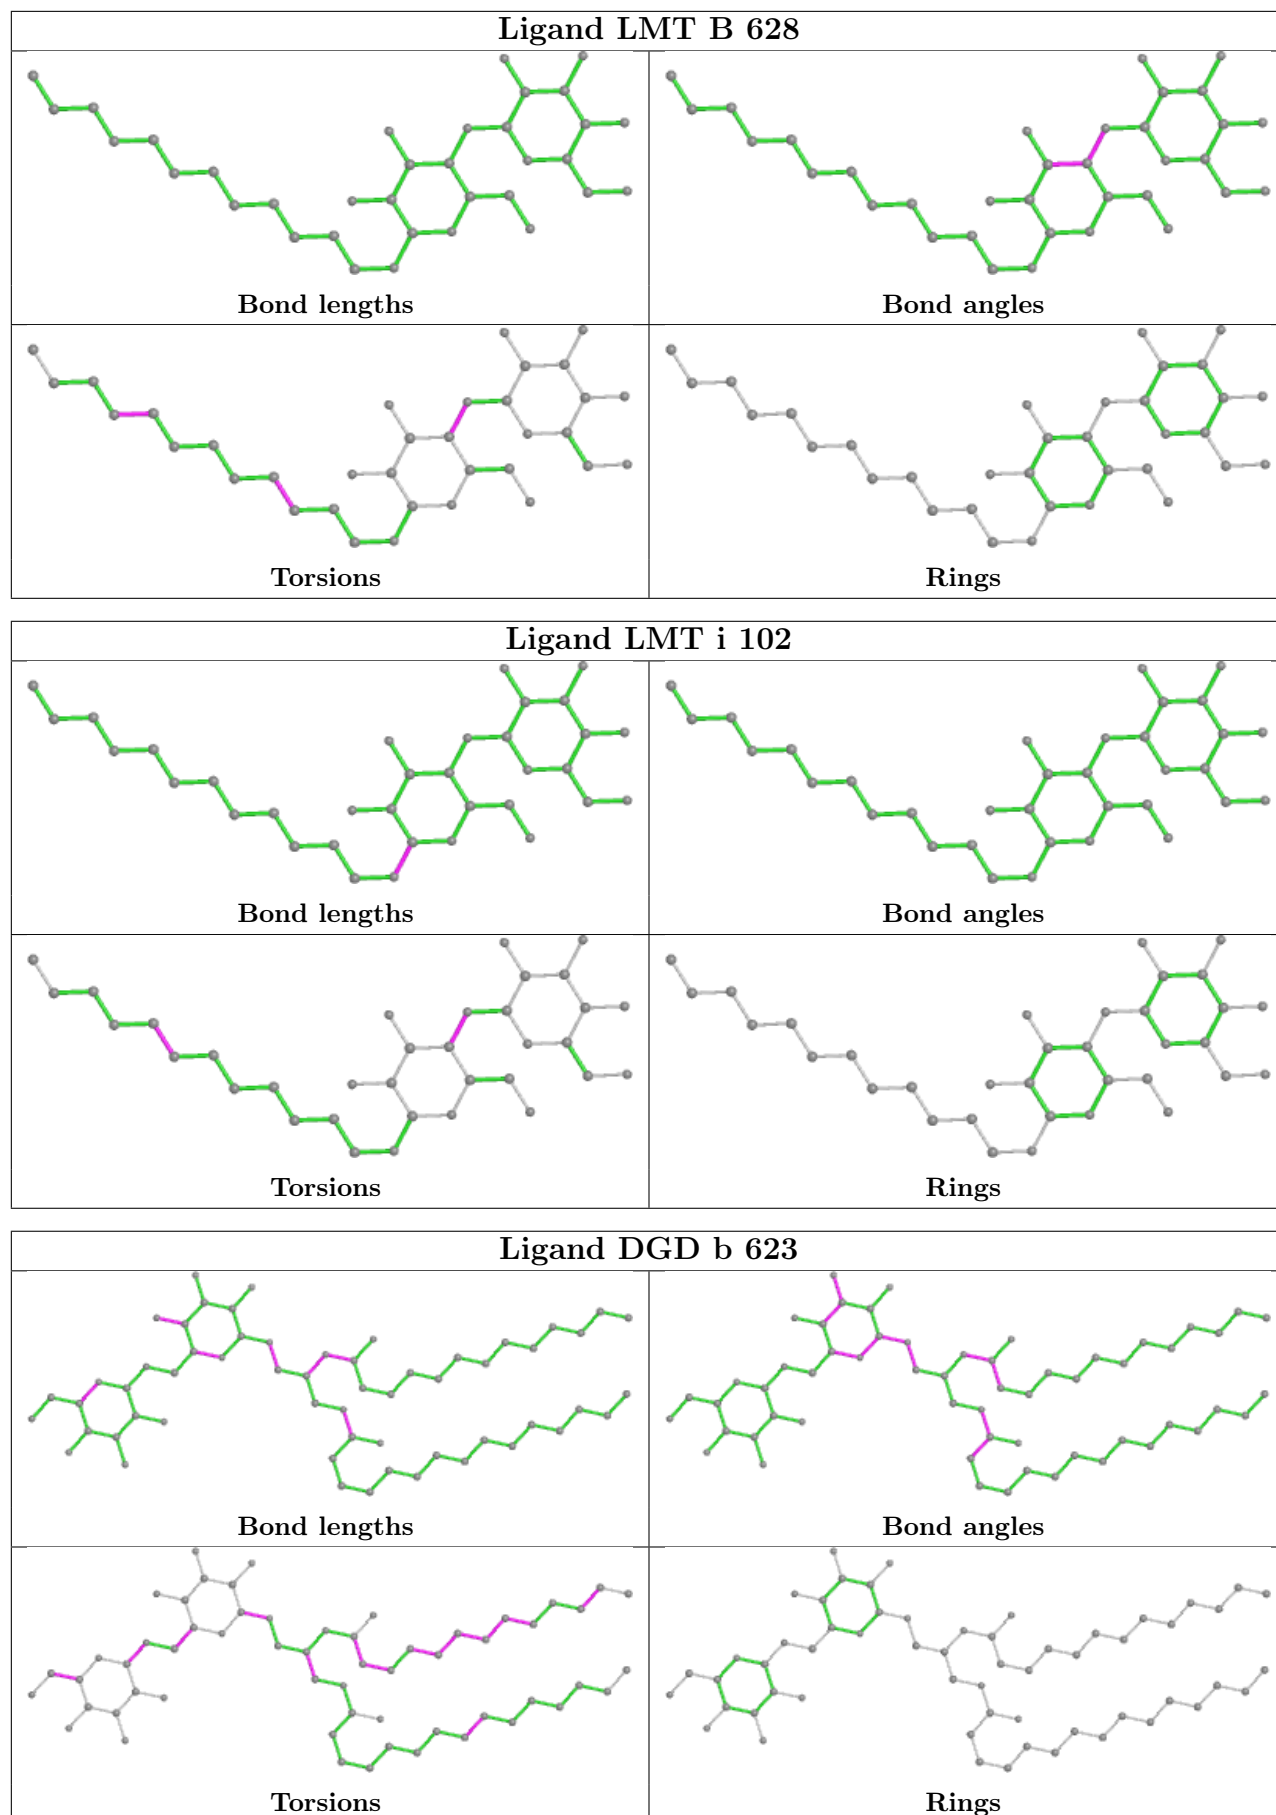 Ligand LMT B 628
Bond lengths
Bond angles
Torsions
Rings
Ligand LMT i 102
Bond lengths
Bond angles
Torsions
Rings
Ligand DGD b 623
Bond lengths
Bond angles
Torsions
Rings